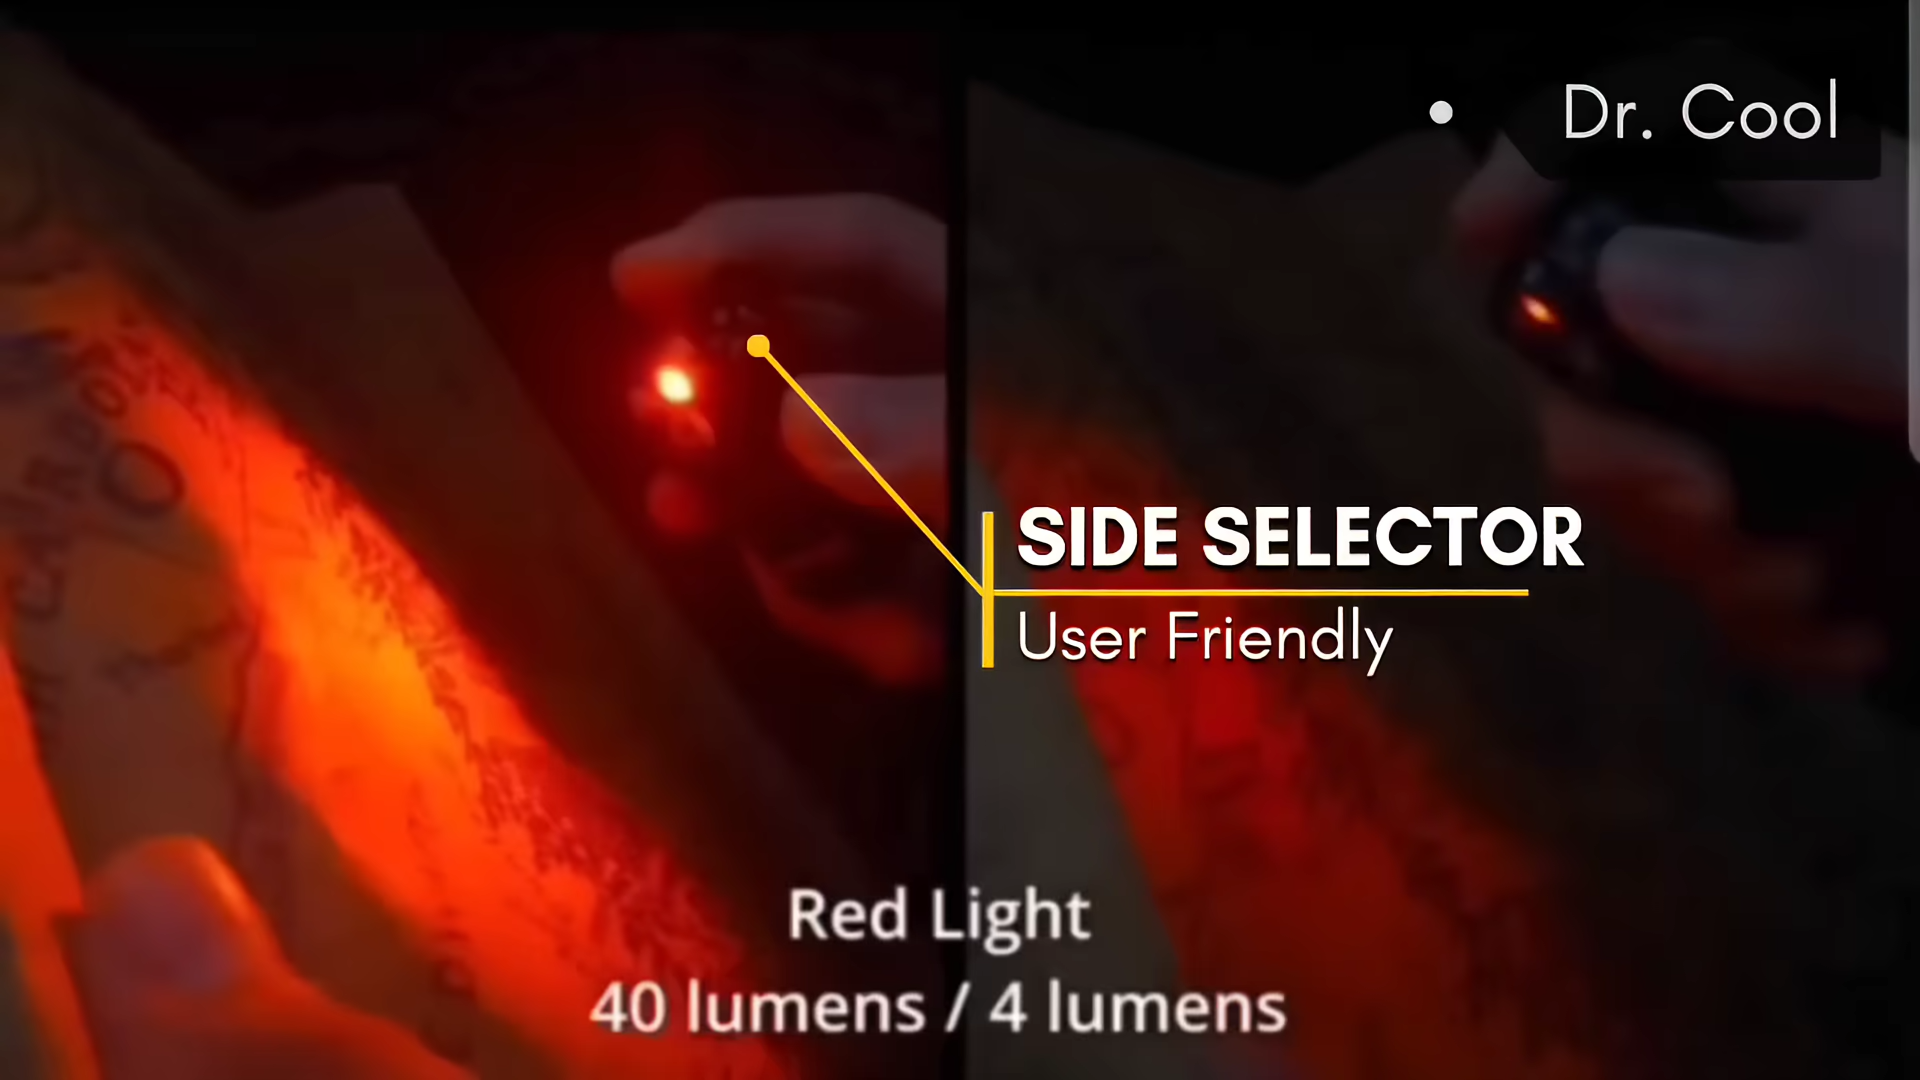 Dr. Cool
SIDE SELECTOR
User Friendly
Red Light
40 lumens / 4 lumens